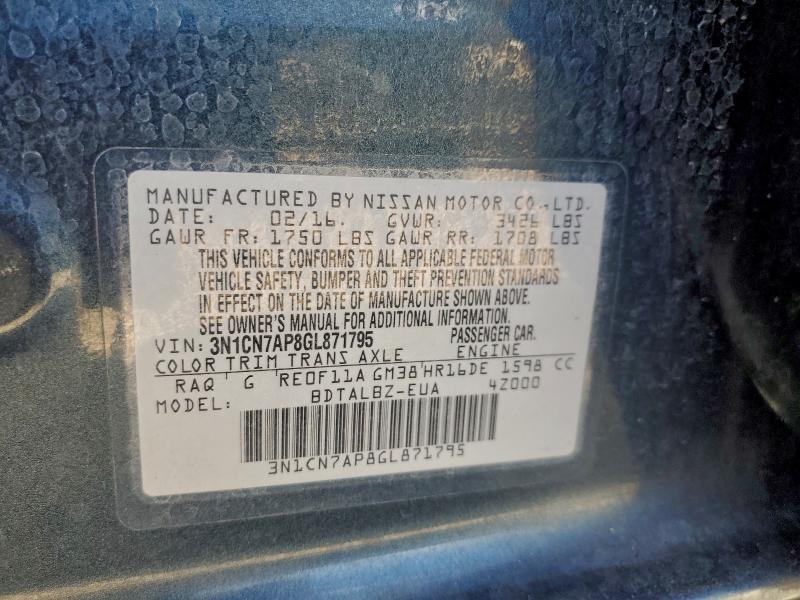 MANUFACTURED BY NISSAN MOTOR CO.,LTD.
DATE: 02/16. GVWR: 3426 LBS
GAWR FR: 1750 LBS GAWR RR: 1708 LBS
THIS VEHICLE CONFORMS TO ALL APPLICABLE FEDERAL MOTOR
VEHICLE SAFETY, BUMPER AND THEFT PREVENTION STANDARDS
IN EFFECT ON THE DATE OF MANUFACTURE SHOWN ABOVE.
SEE OWNER'S MANUAL FOR ADDITIONAL INFORMATION.
VIN: 3N1CN7AP8GL871795 PASSENGER CAR.
COLOR TRIM TRANS AXLE ENGINE
RAQ G RE0F11A GM38 HR16DE 1598 CC
MODEL: BDTALBZ-EUA 4Z000
3N1CN7AP8GL871795